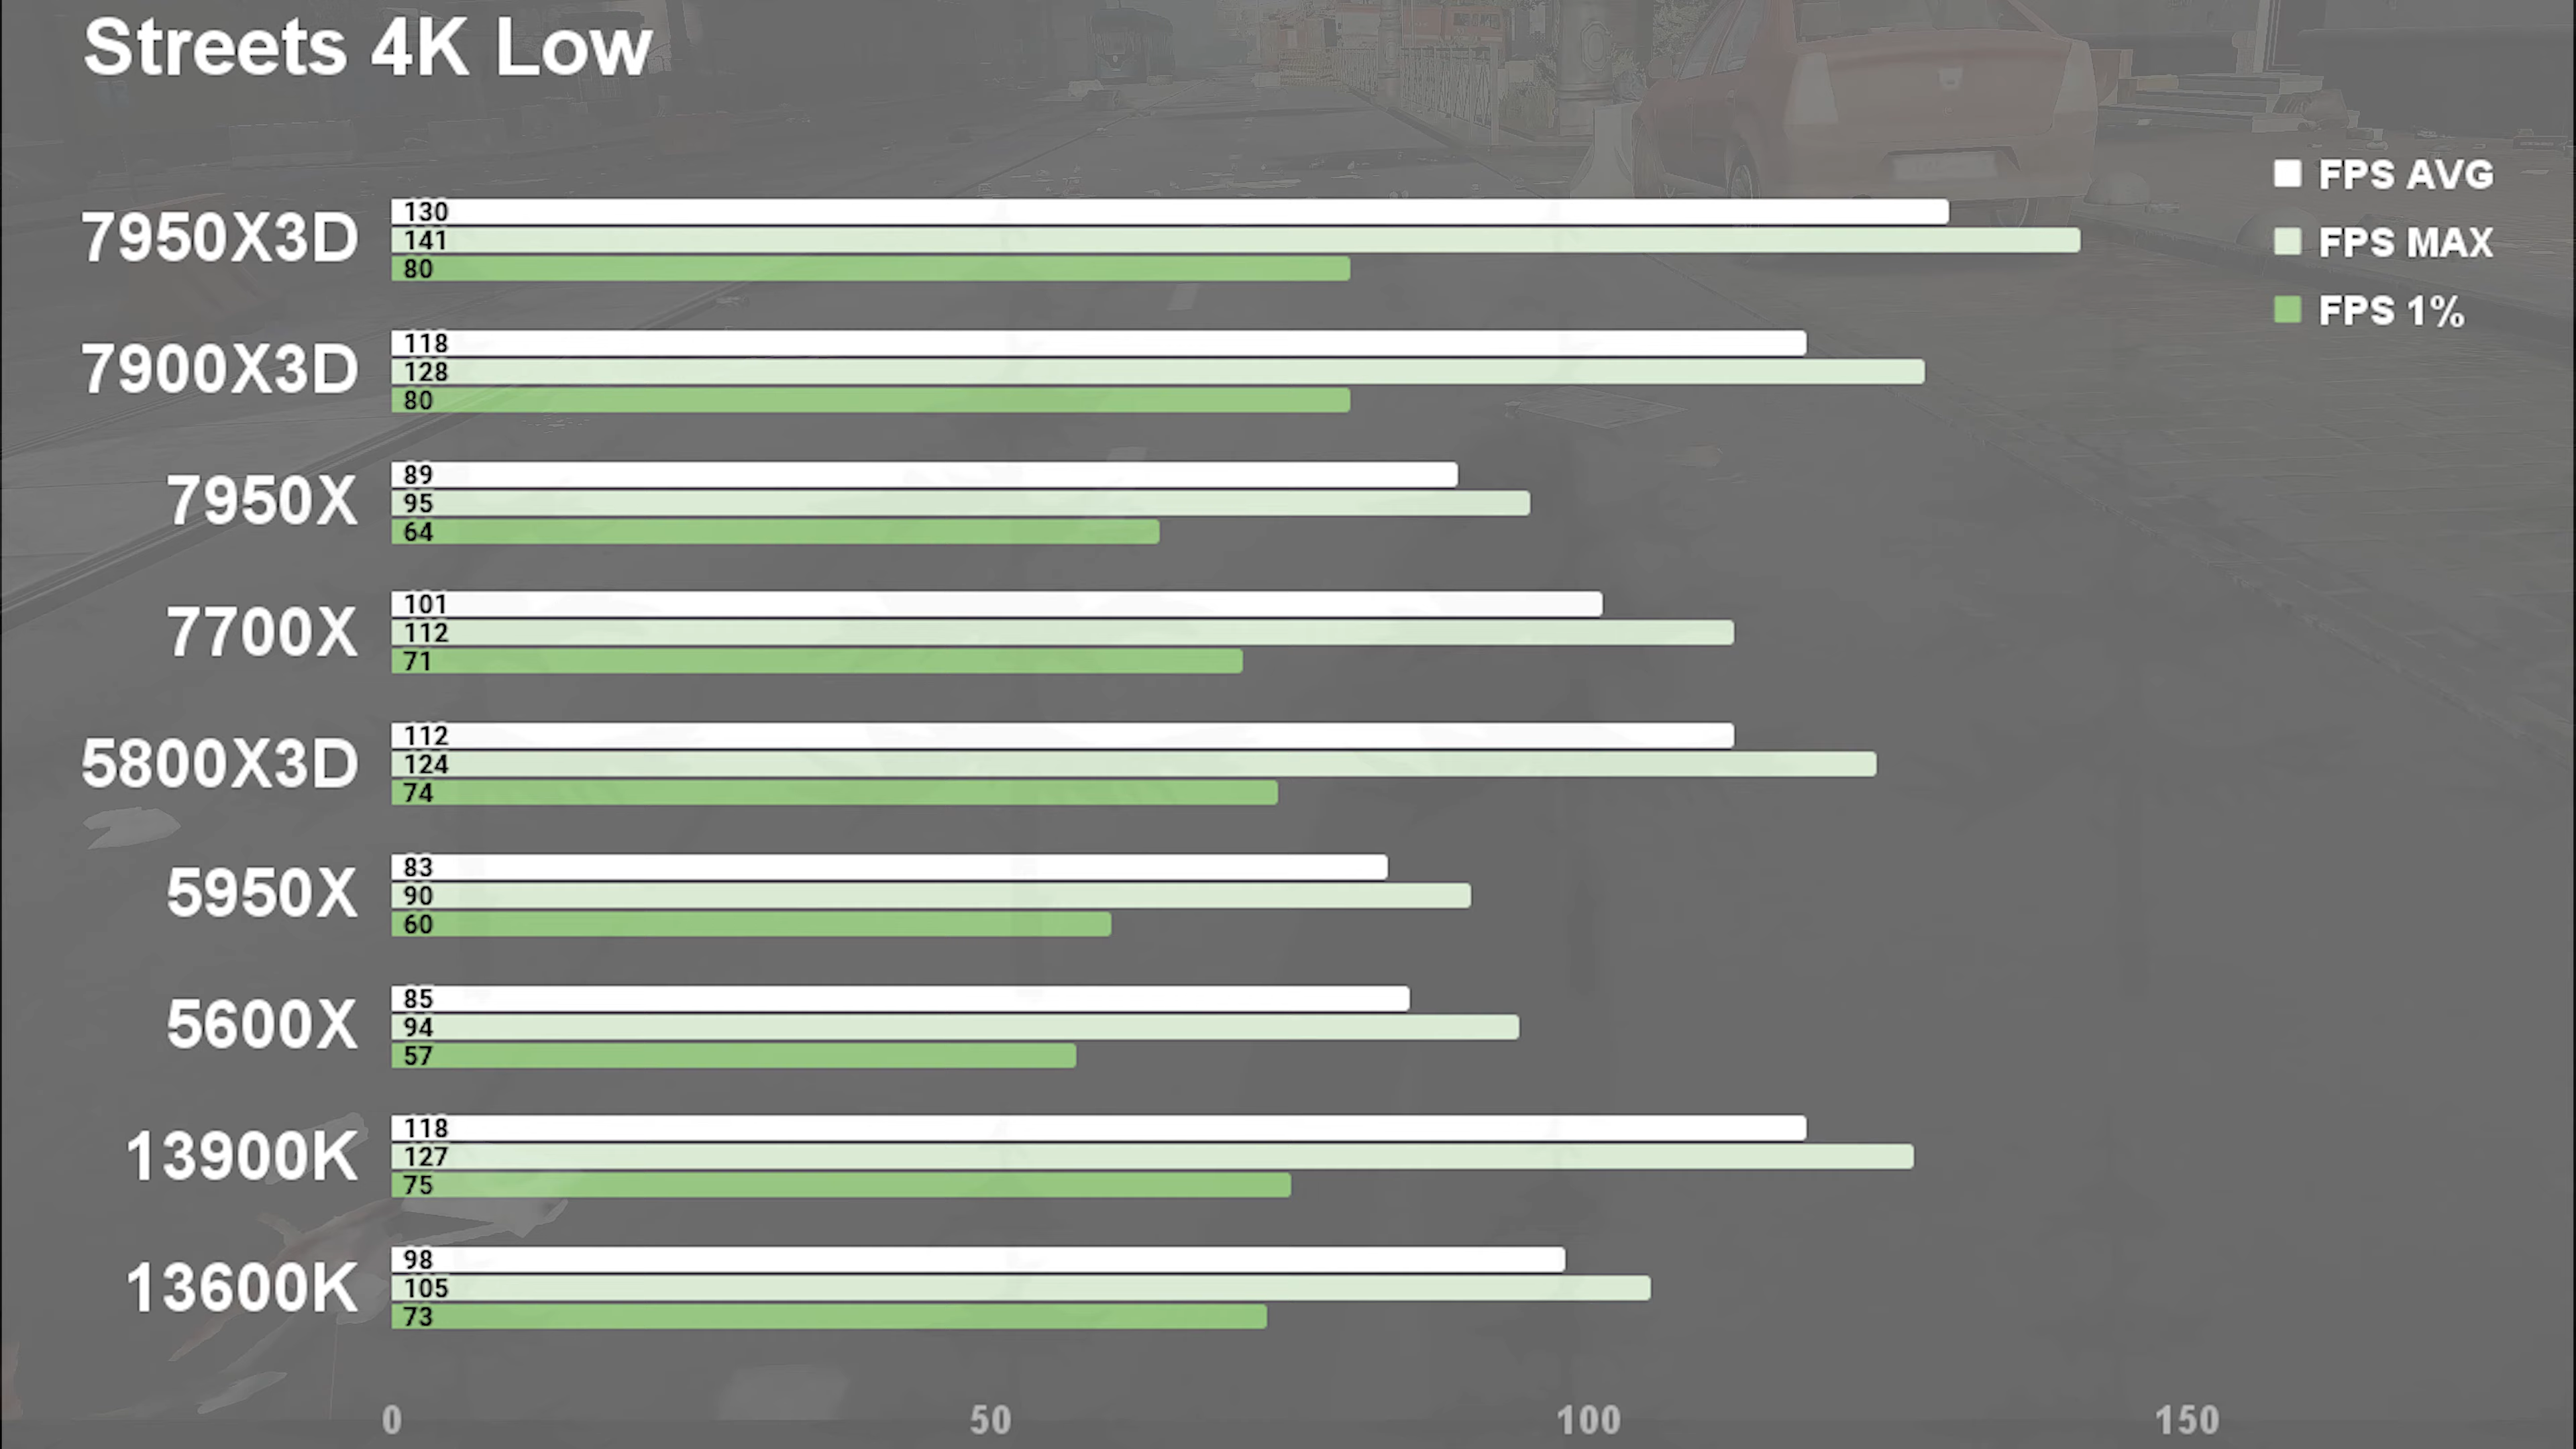 Streets 4K Low
FPS AVG
FPS MAX
FPS 1%
7950X3D
130
141
80
7900X3D
118
128
80
7950X
89
95
64
7700X
101
112
71
5800X3D
112
124
74
5950X
83
90
60
5600X
85
94
57
13900K
118
127
75
13600K
98
105
73
0 50 100 150